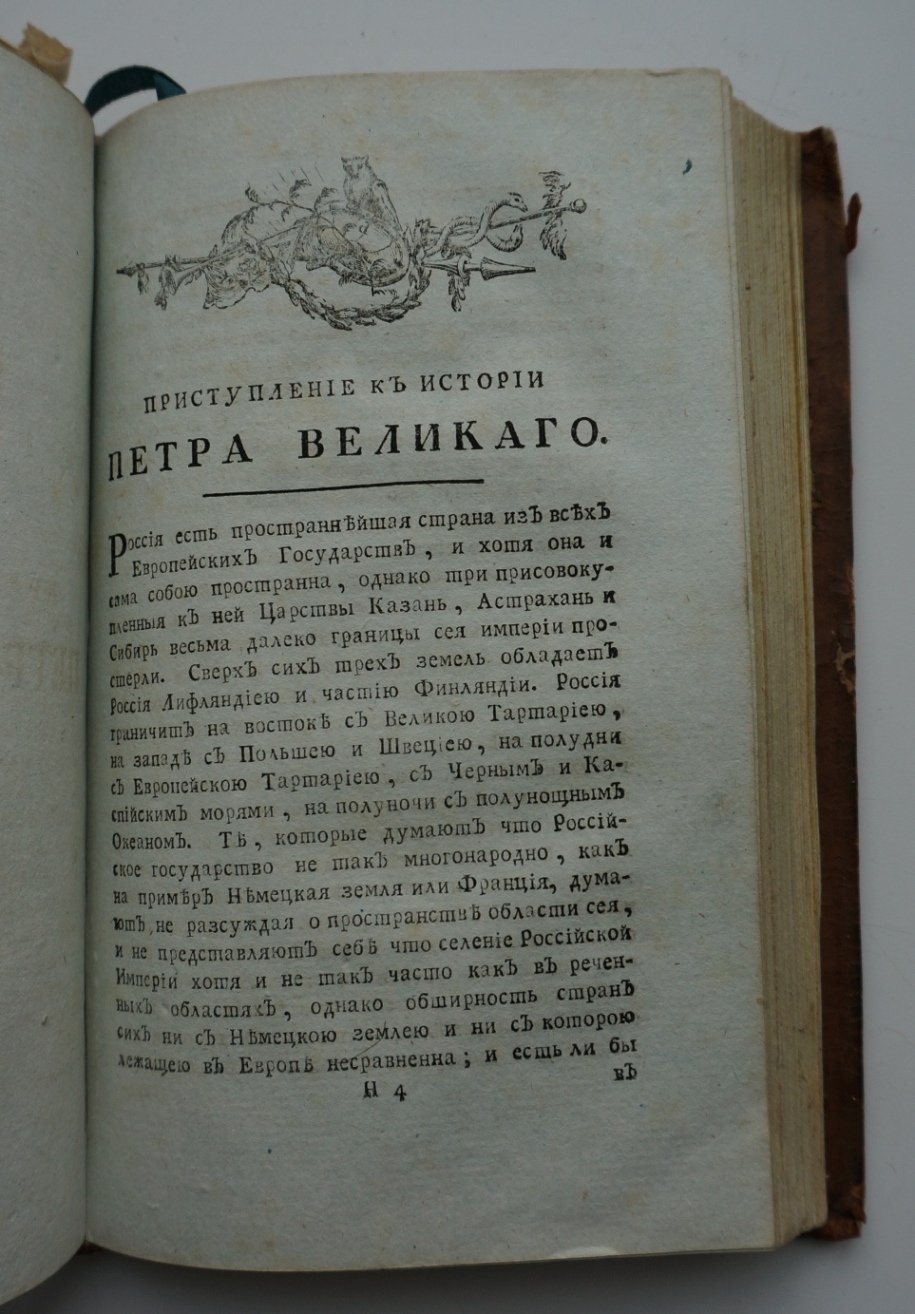 ПРИСТУПЛЕНІЕ КЪ ИСТОРІИ
ПЕТРА ВЕЛИКАГО.
Россія есть пространнѣйшая страна изЪ всѣхЪ
ЕвропейскихЪ ГосударствЪ, и хотя она и
сама собою пространна, однако три присовоку-
пленныя кЪ ней Царствы Казань, Астрахань и
Сибирь весьма далеко границы сея имперіи про-
стерли. СверхЪ сихЪ трехЪ земель обладаетЪ
Россія Лифляндіею и частію Финляндіи. Россія
граничитЪ на востокѣ сЪ Великою Тартаріею,
на западѣ сЪ Польшею и Швеціею, на полудни
сЪ Европейскою Тартаріею, сЪ ЧернымЪ и Ка-
спійскимЪ морями, на полуночи сЪ полунощнымЪ
ОкеаномЪ. Тѣ, которые думаютЪ что Россій-
ское государство не такЪ многонародно, какЪ
на примѣрЪ Нѣмецкая земля или Франція, дума-
ютЪ, не разсуждая о пространствѣ области сея,
и не представляютЪ себѣ что селеніе Россійской
Имперіи хотя и не такЪ часто какЪ вЪ речен-
ныхЪ областяхЪ, однако обширность странЪ
сихЪ ни сЪ Нѣмецкою землею и ни сЪ которою
лежащею вЪ Европѣ несравненна; и есть ли бы
Н 4 вЪ